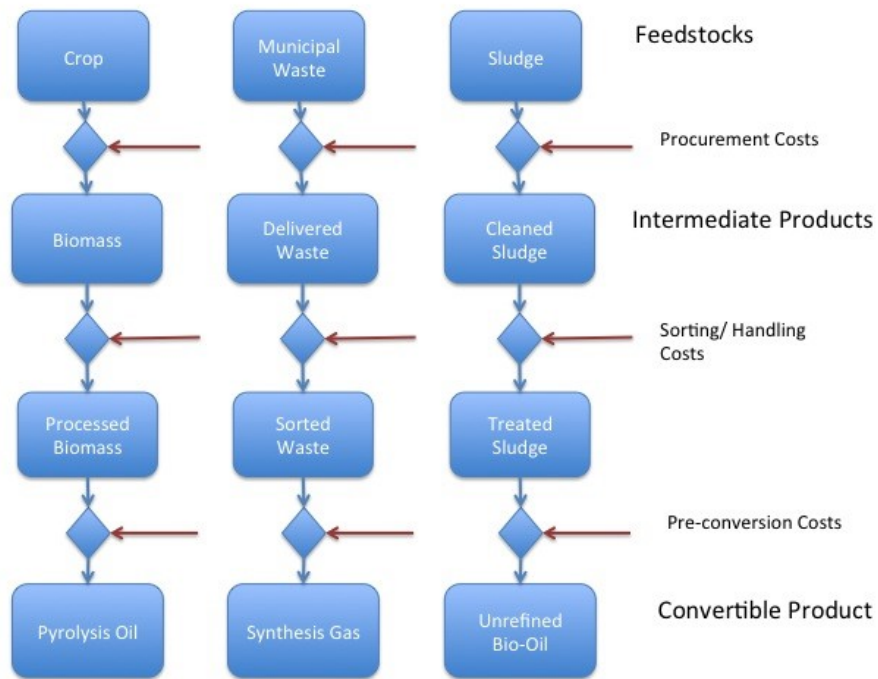 Crop
Municipal
Waste
Sludge
Feedstocks
Procurement Costs
Biomass
Delivered
Waste
Cleaned
Sludge
Intermediate Products
Sorting/ Handling
Costs
Processed
Biomass
Sorted
Waste
Treated
Sludge
Pre-conversion Costs
Pyrolysis Oil
Synthesis Gas
Unrefined
Bio-Oil
Convertible Product